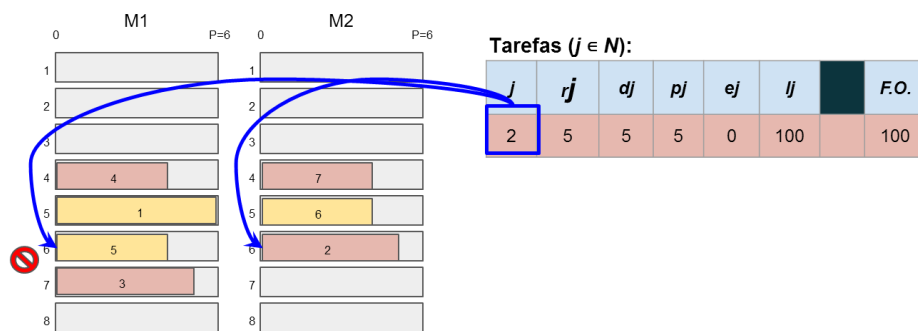 M1 M2
0 P=6 0 P=6
Tarefas (j ∈ N):
1 1
j rj dj pj ej lj F.O.
2 2
2 5 5 5 0 100 100
3 3
4 4 4 7
5 1 5 6
6 5 6 2
7 3 7
8 8